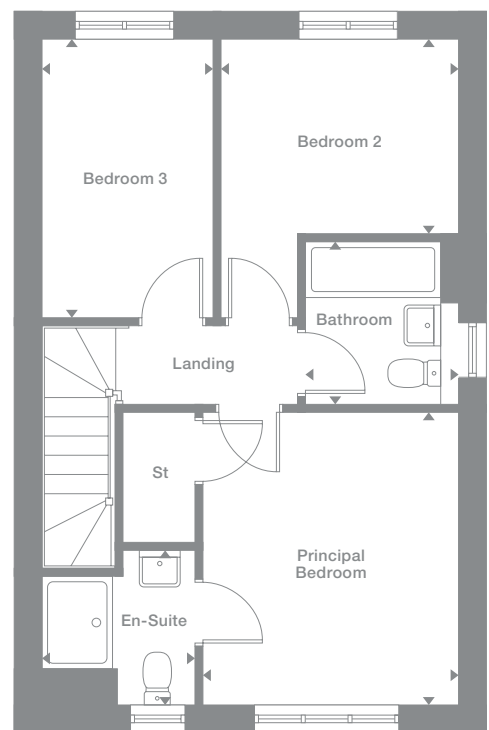 Bedroom 2
Bedroom 3
Bathroom
Landing
St
Principal
Bedroom
En-Suite